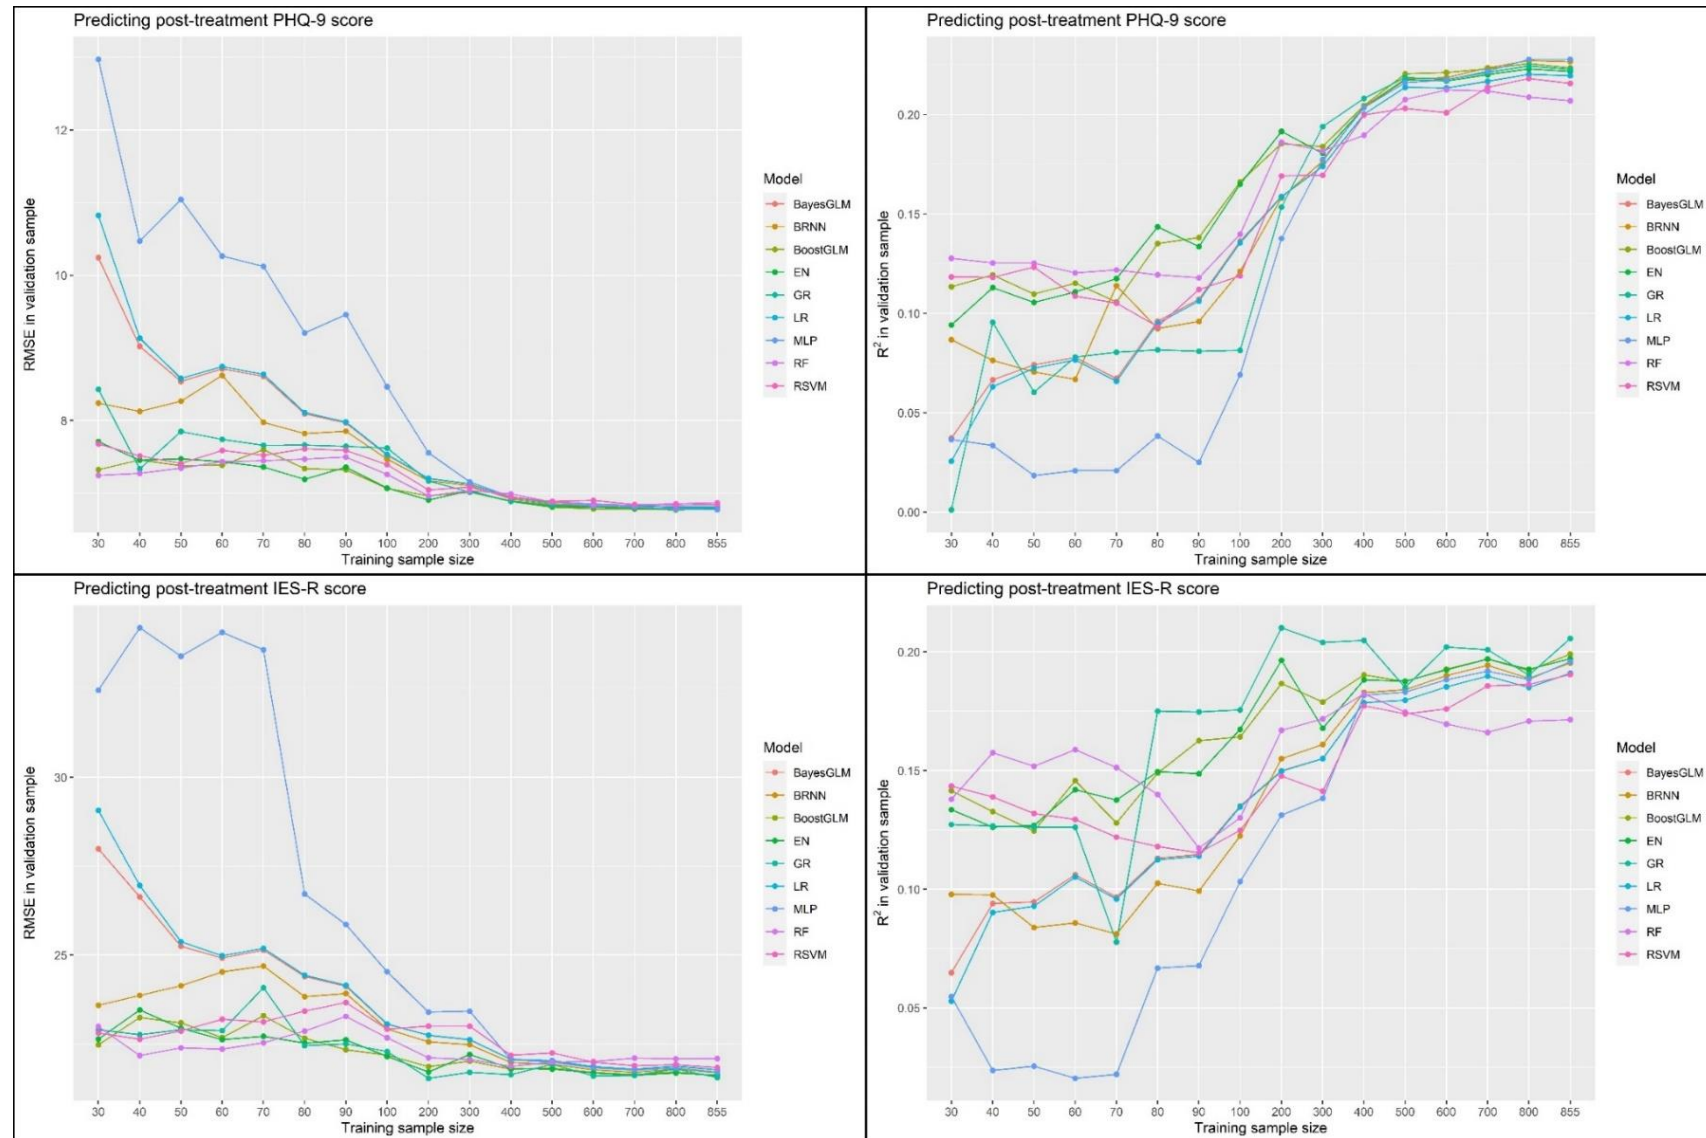 Predicting post-treatment PHQ-9 score
RMSE in validation sample
12
10
8
30 40 50 60 70 80 90 100 200 300 400 500 600 700 800 855
Training sample size
Model
BayesGLM
BRNN
BoostGLM
EN
GR
LR
MLP
RF
RSVM
Predicting post-treatment PHQ-9 score
R² in validation sample
0.20
0.15
0.10
0.05
0.00
30 40 50 60 70 80 90 100 200 300 400 500 600 700 800 855
Training sample size
Model
BayesGLM
BRNN
BoostGLM
EN
GR
LR
MLP
RF
RSVM
Predicting post-treatment IES-R score
RMSE in validation sample
30
25
30 40 50 60 70 80 90 100 200 300 400 500 600 700 800 855
Training sample size
Model
BayesGLM
BRNN
BoostGLM
EN
GR
LR
MLP
RF
RSVM
Predicting post-treatment IES-R score
R² in validation sample
0.20
0.15
0.10
0.05
30 40 50 60 70 80 90 100 200 300 400 500 600 700 800 855
Training sample size
Model
BayesGLM
BRNN
BoostGLM
EN
GR
LR
MLP
RF
RSVM